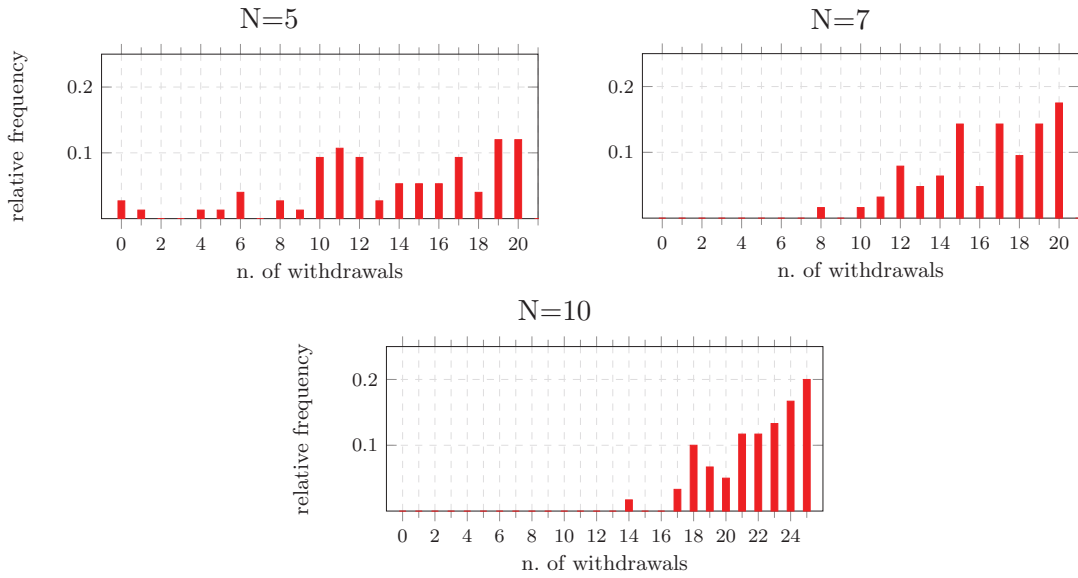 N=5
relative frequency
0.2
0.1
0 2 4 6 8 10 12 14 16 18 20
n. of withdrawals
N=7
0.2
0.1
0 2 4 6 8 10 12 14 16 18 20
n. of withdrawals
N=10
relative frequency
0.2
0.1
0 2 4 6 8 10 12 14 16 18 20 22 24
n. of withdrawals